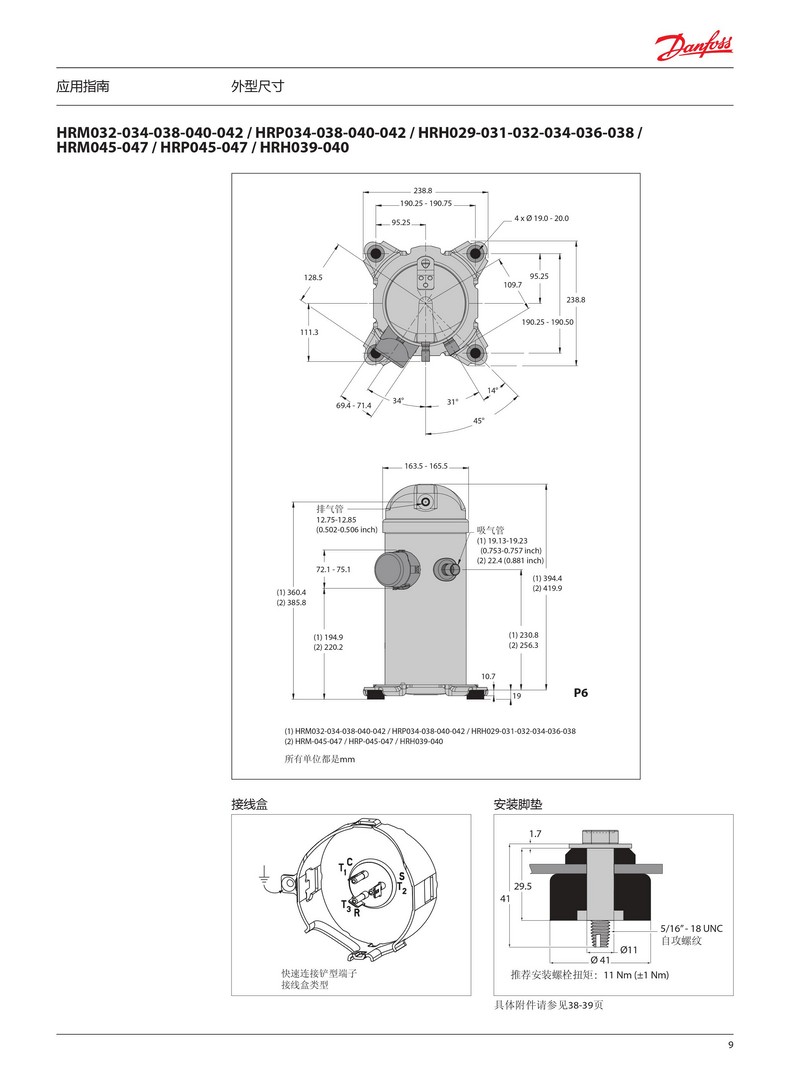 Danfoss
应用指南 外型尺寸
HRM032-034-038-040-042 / HRP034-038-040-042 / HRH029-031-032-034-036-038 /
HRM045-047 / HRP045-047 / HRH039-040
238.8
190.25 - 190.75
95.25
4 x Ø 19.0 - 20.0
128.5
109.7
95.25
238.8
190.25 - 190.50
111.3
14°
34°
31°
69.4 - 71.4
45°
163.5 - 165.5
排气管
12.75-12.85
(0.502-0.506 inch)
吸气管
(1) 19.13-19.23
(0.753-0.757 inch)
(2) 22.4 (0.881 inch)
72.1 - 75.1
(1) 394.4
(2) 419.9
(1) 360.4
(2) 385.8
(1) 194.9
(2) 220.2
(1) 230.8
(2) 256.3
10.7
19
P6
(1) HRM032-034-038-040-042 / HRP034-038-040-042 / HRH029-031-032-034-036-038
(2) HRM-045-047 / HRP-045-047 / HRH039-040
所有单位都是mm
接线盒
C
T1
S
T2
T3
R
快速连接铲型端子
接线盒类型
安装脚垫
1.7
29.5
41
5/16” - 18 UNC
自攻螺纹
Ø11
Ø 41
推荐安装螺栓扭矩：11 Nm (±1 Nm)
具体附件请参见38-39页
9